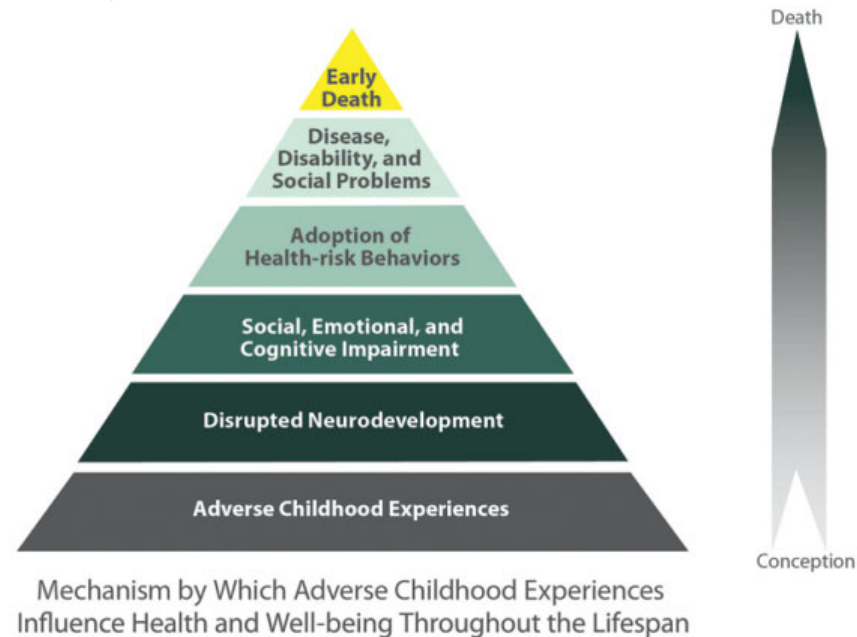 Death
Early
Death
Disease,
Disability, and
Social Problems
Adoption of
Health-risk Behaviors
Social, Emotional, and
Cognitive Impairment
Disrupted Neurodevelopment
Adverse Childhood Experiences
Conception
Mechanism by Which Adverse Childhood Experiences
Influence Health and Well-being Throughout the Lifespan